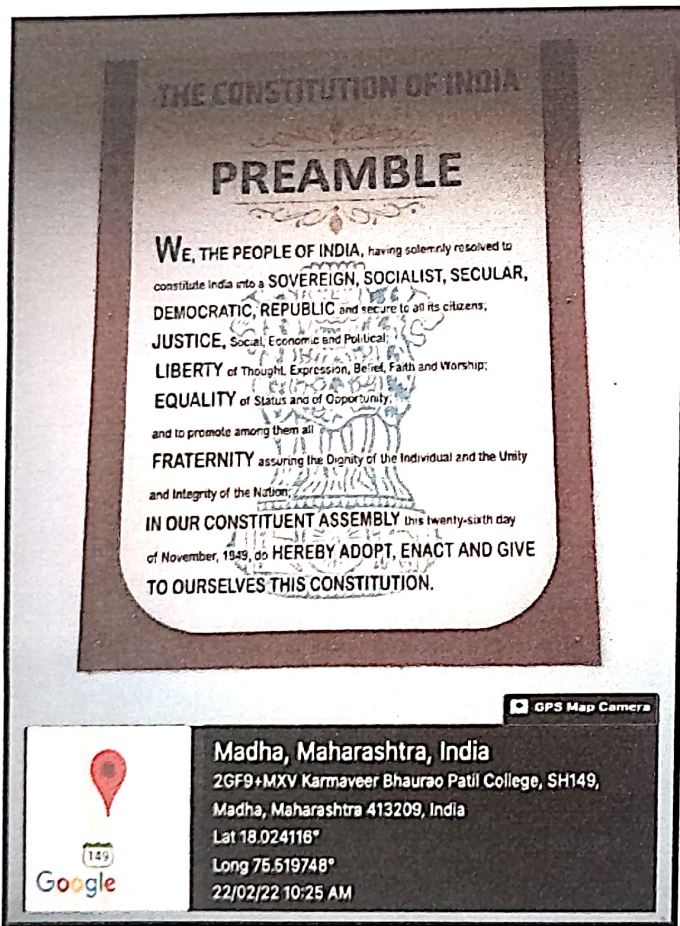 THE CONSTITUTION OF INDIA
PREAMBLE
WE, THE PEOPLE OF INDIA, having solemnly resolved to
constitute India into a SOVEREIGN, SOCIALIST, SECULAR,
DEMOCRATIC, REPUBLIC and secure to all its citizens;
JUSTICE, Social, Economic and Political;
LIBERTY of Thought, Expression, Belief, Faith and Worship;
EQUALITY of Status and of Opportunity;
and to promote among them all
FRATERNITY assuring the Dignity of the Individual and the Unity
and Integrity of the Nation;
IN OUR CONSTITUENT ASSEMBLY this twenty-sixth day
of November, 1949, do HEREBY ADOPT, ENACT AND GIVE
TO OURSELVES THIS CONSTITUTION.
GPS Map Camera
Madha, Maharashtra, India
2GF9+MXV Karmaveer Bhaurao Patil College, SH149,
Madha, Maharashtra 413209, India
Lat 18.024116°
Long 75.519748°
22/02/22 10:25 AM
149
Google